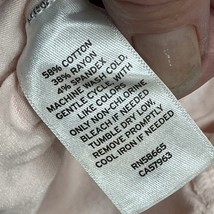 58% COTTON
38% RAYON
4% SPANDEX
MACHINE WASH COLD
GENTLE CYCLE WITH
LIKE COLORS
ONLY NON CHLORINE
BLEACH IF NEEDED
TUMBLE DRY LOW,
REMOVE PROMPTLY
COOL IRON IF NEEDED
RN58665
CA57963